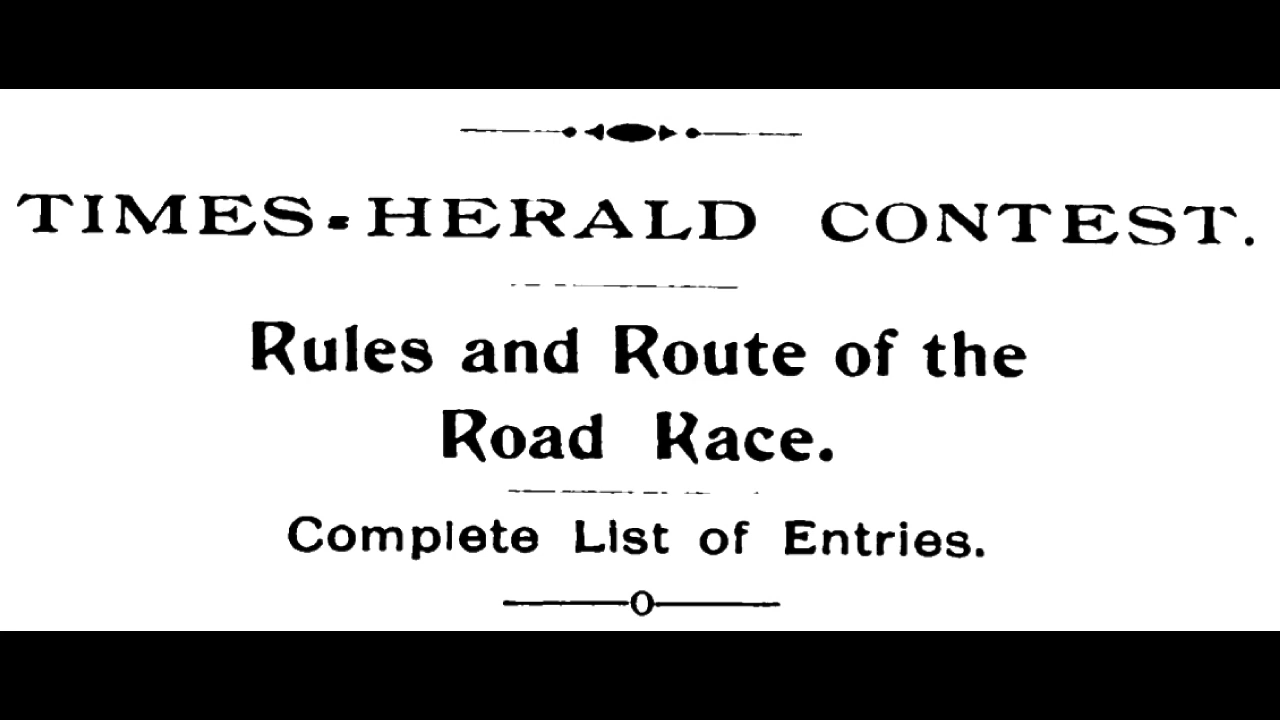 TIMES-HERALD CONTEST.
Rules and Route of the
Road Race.
Complete List of Entries.